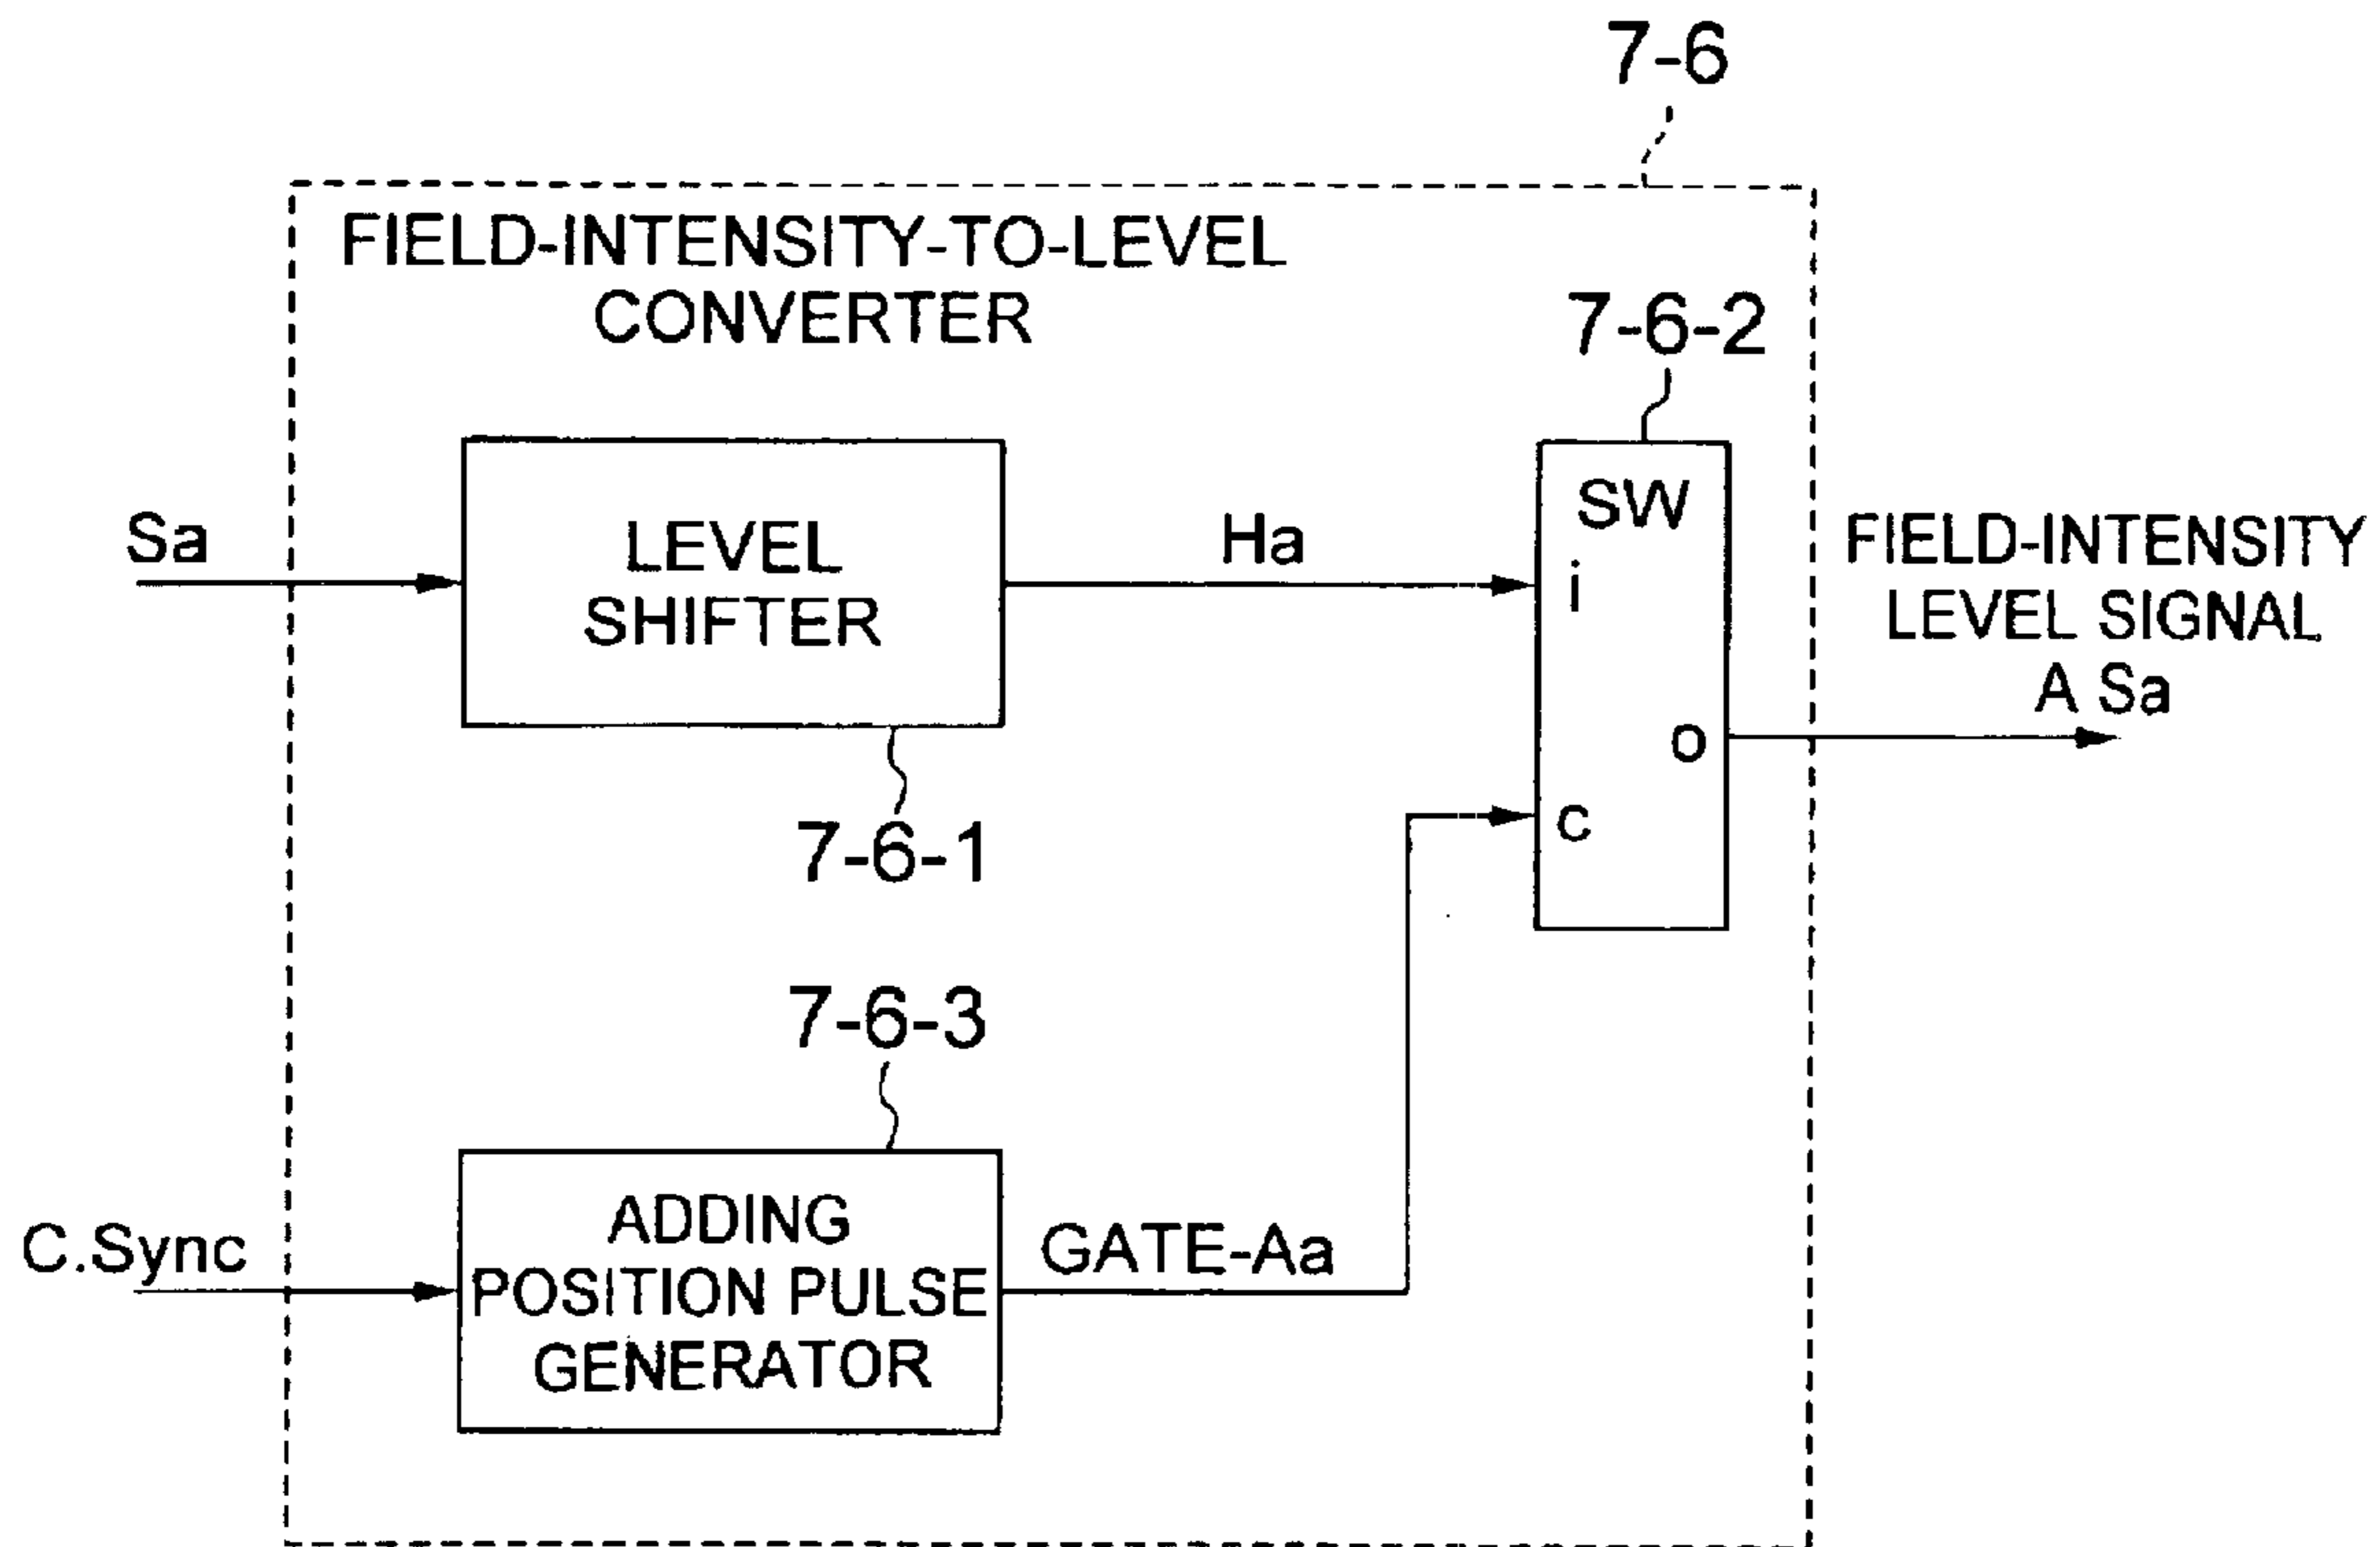 7-6
FIELD-INTENSITY-TO-LEVEL
CONVERTER
7-6-2
SW
Sa
LEVEL
SHIFTER
Ha
i
FIELD-INTENSITY
LEVEL SIGNAL
A Sa
o
c
7-6-1
7-6-3
C.Sync
ADDING
POSITION PULSE
GENERATOR
GATE-Aa